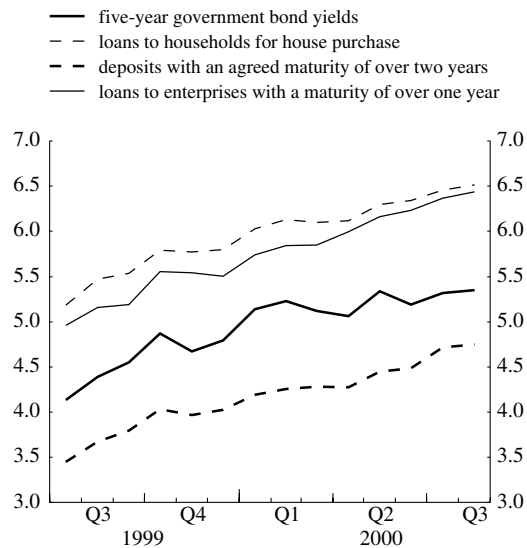 five-year government bond yields
loans to households for house purchase
deposits with an agreed maturity of over two years
loans to enterprises with a maturity of over one year
7.0 7.0
6.5 6.5
6.0 6.0
5.5 5.5
5.0 5.0
4.5 4.5
4.0 4.0
3.5 3.5
3.0 3.0
Q3 Q4 Q1 Q2 Q3
1999 2000